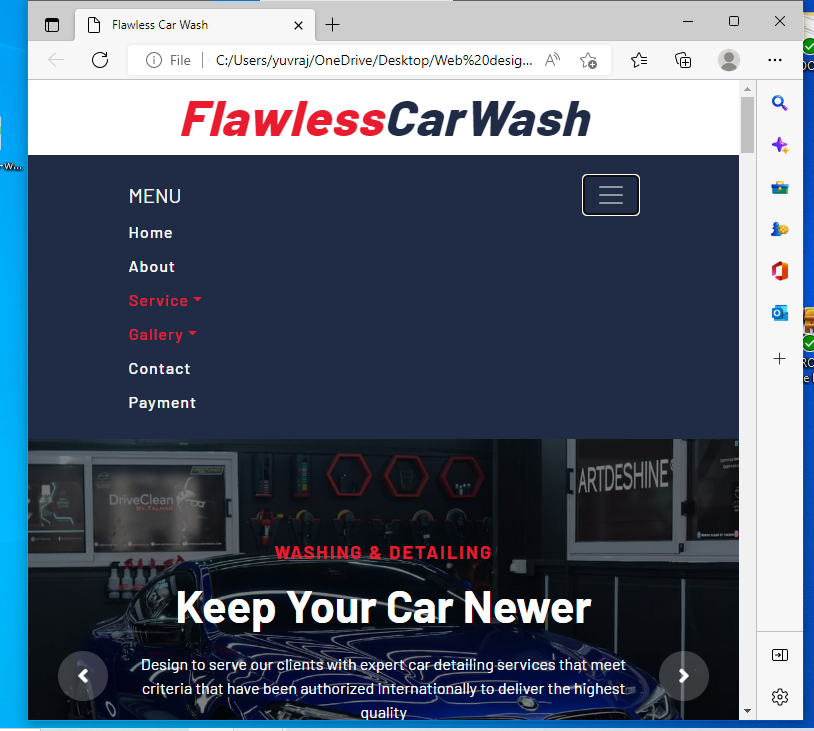 Flawless Car Wash
File
C:/Users/yuvraj/OneDrive/Desktop/Web%20desig...
-w...
FlawlessCarWash
MENU
Home
About
Service
Gallery
Contact
Payment
DriveClean
BY.TALMAR
ARTDESHINE
WASHING & DETAILING
Keep Your Car Newer
Design to serve our clients with expert car detailing services that meet
criteria that have been authorized internationally to deliver the highest
quality